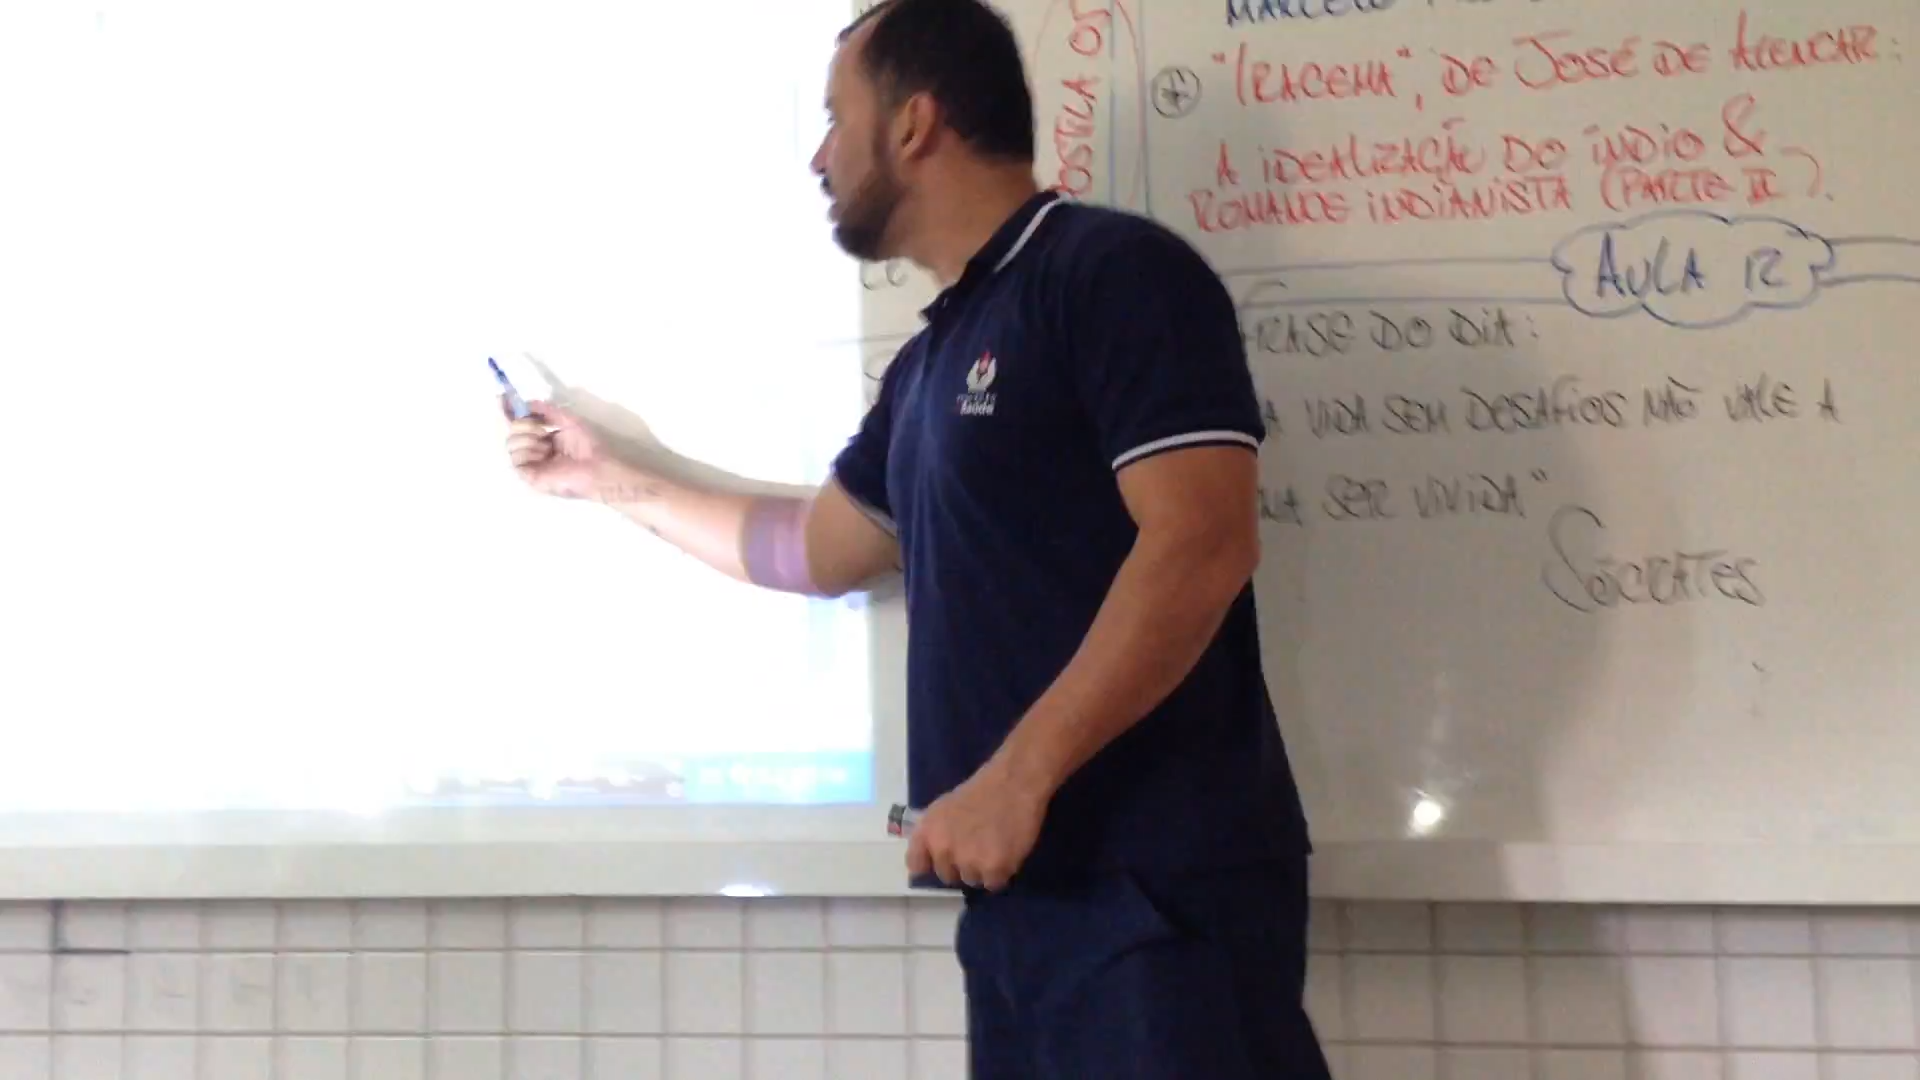 "IRACEMA", DE JOSÉ DE ALENCAR:
A IDEALIZAÇÃO DO ÍNDIO &
ROMANCE INDIANISTA (PARTE II).
AULA 12
FRASE DO DIA:
A VIDA SEM DESAFIOS NÃO VALE A
SER VIVIDA"
SÓCRATES